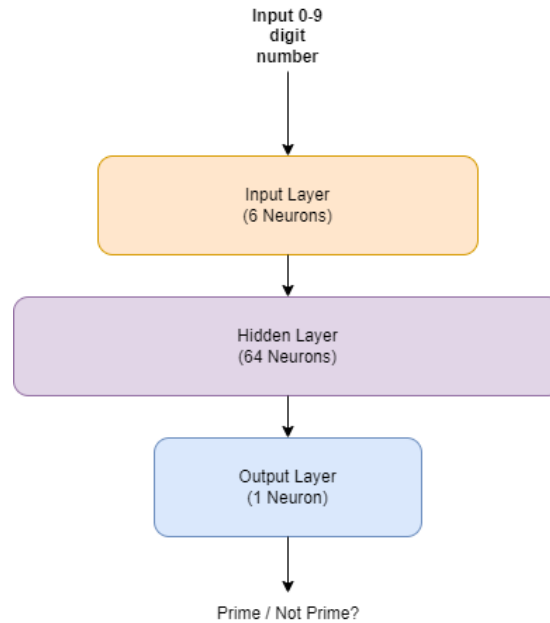 Input 0-9
digit
number
Input Layer
(6 Neurons)
Hidden Layer
(64 Neurons)
Output Layer
(1 Neuron)
Prime / Not Prime?